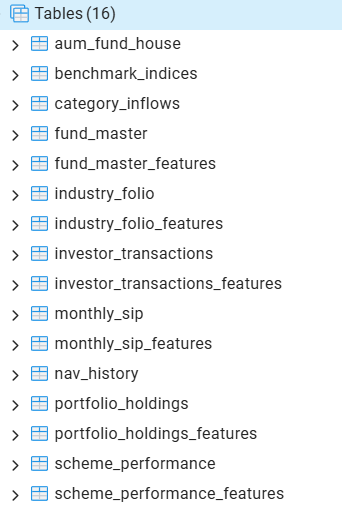 Tables (16)
aum_fund_house
benchmark_indices
category_inflows
fund_master
fund_master_features
industry_folio
industry_folio_features
investor_transactions
investor_transactions_features
monthly_sip
monthly_sip_features
nav_history
portfolio_holdings
portfolio_holdings_features
scheme_performance
scheme_performance_features